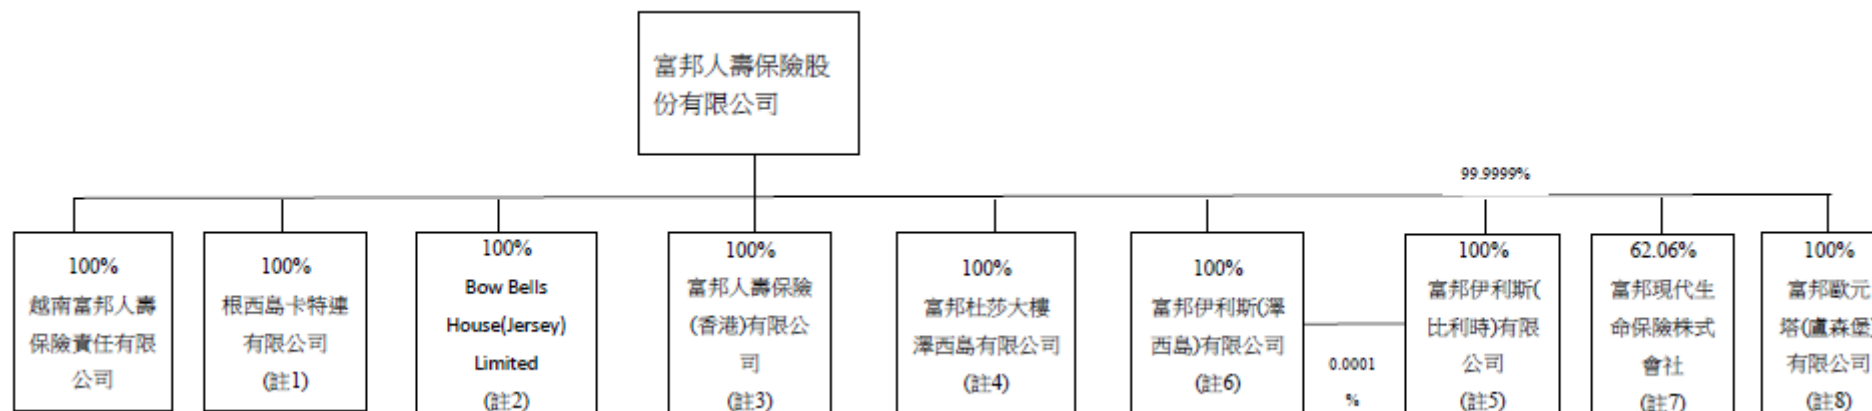 富邦人壽保險股
份有限公司
99.9999%
100%
越南富邦人壽
保險責任有限
公司
100%
根西島卡特連
有限公司
(註1)
100%
Bow Bells
House(Jersey)
Limited
(註2)
100%
富邦人壽保險
(香港)有限公
司
(註3)
100%
富邦杜莎大樓
澤西島有限公司
(註4)
100%
富邦伊利斯(澤
西島)有限公司
(註6)
0.0001
%
100%
富邦伊利斯(
比利時)有限
公司
(註5)
62.06%
富邦現代生
命保險株式
會社
(註7)
100%
富邦歐元
塔(盧森堡)
有限公司
(註8)